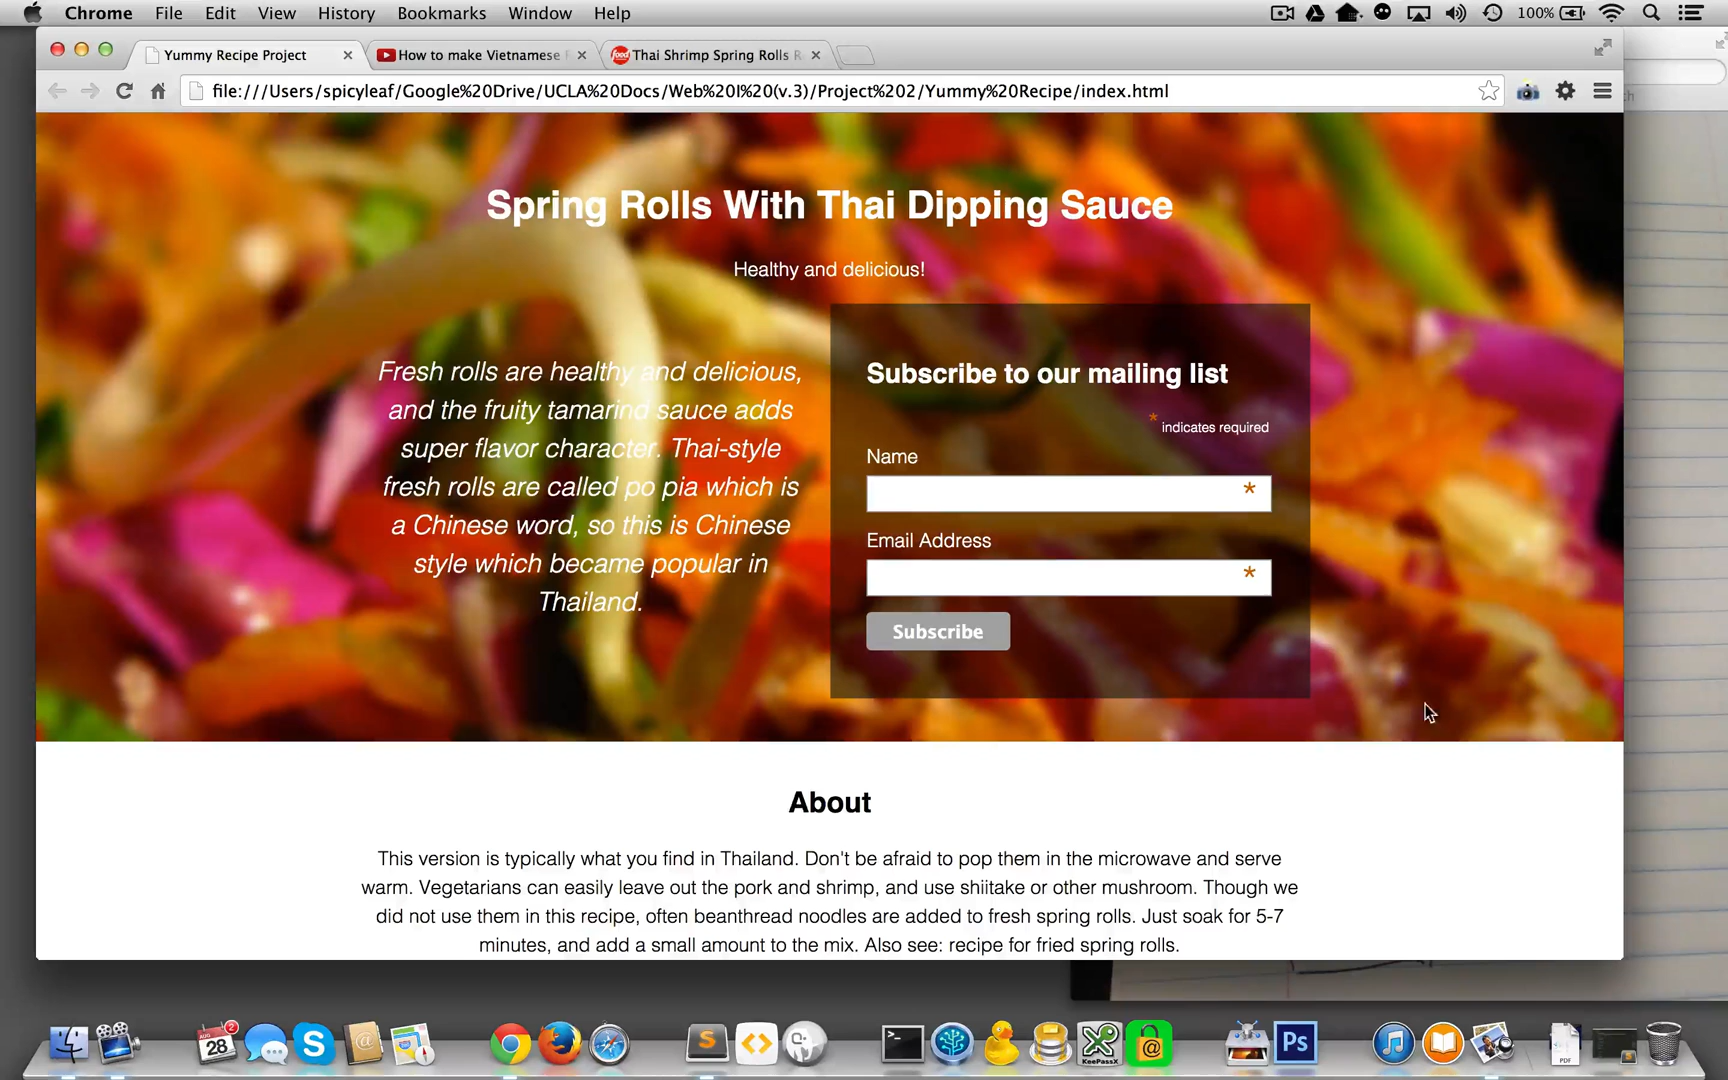 Chrome File Edit View History Bookmarks Window Help 100%
Yummy Recipe Project How to make Vietnamese Thai Shrimp Spring Rolls R
file:///Users/spicyleaf/Google%20Drive/UCLA%20Docs/Web%20I%20(v.3)/Project%202/Yummy%20Recipe/index.html
Spring Rolls With Thai Dipping Sauce
Healthy and delicious!
Fresh rolls are healthy and delicious,
and the fruity tamarind sauce adds
super flavor character. Thai-style
fresh rolls are called po pia which is
a Chinese word, so this is Chinese
style which became popular in
Thailand.
Subscribe to our mailing list
* indicates required
Name
*
Email Address
*
Subscribe
About
This version is typically what you find in Thailand. Don't be afraid to pop them in the microwave and serve
warm. Vegetarians can easily leave out the pork and shrimp, and use shiitake or other mushroom. Though we
did not use them in this recipe, often beanthread noodles are added to fresh spring rolls. Just soak for 5-7
minutes, and add a small amount to the mix. Also see: recipe for fried spring rolls.
AUG
28
2
S
@
S
KeePassX
@
Ps
PDF